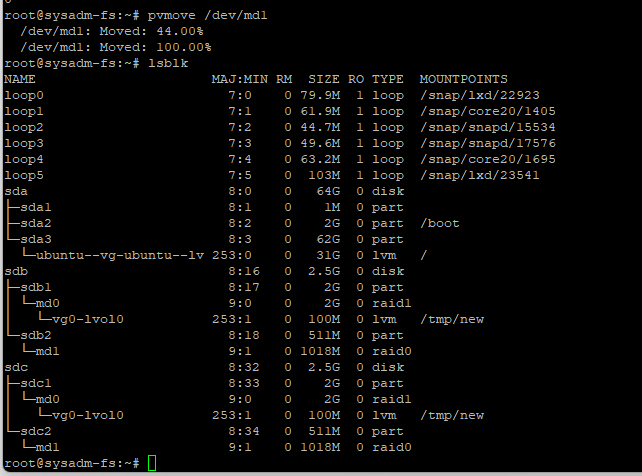 root@sysadm-fs:~# pvmove /dev/md1
  /dev/md1: Moved: 44.00%
  /dev/md1: Moved: 100.00%
root@sysadm-fs:~# lsblk
NAME                      MAJ:MIN RM  SIZE RO TYPE  MOUNTPOINTS
loop0                       7:0    0 79.9M  1 loop  /snap/lxd/22923
loop1                       7:1    0 61.9M  1 loop  /snap/core20/1405
loop2                       7:2    0 44.7M  1 loop  /snap/snapd/15534
loop3                       7:3    0 49.6M  1 loop  /snap/snapd/17576
loop4                       7:4    0 63.2M  1 loop  /snap/core20/1695
loop5                       7:5    0  103M  1 loop  /snap/lxd/23541
sda                         8:0    0   64G  0 disk
├─sda1                      8:1    0    1M  0 part
├─sda2                      8:2    0    2G  0 part  /boot
└─sda3                      8:3    0   62G  0 part
  └─ubuntu--vg-ubuntu--lv 253:0    0   31G  0 lvm   /
sdb                         8:16   0  2.5G  0 disk
├─sdb1                      8:17   0    2G  0 part
│ └─md0                     9:0    0    2G  0 raid1
│   └─vg0-lvol0           253:1    0  100M  0 lvm   /tmp/new
└─sdb2                      8:18   0  511M  0 part
  └─md1                     9:1    0 1018M  0 raid0
sdc                         8:32   0  2.5G  0 disk
├─sdc1                      8:33   0    2G  0 part
│ └─md0                     9:0    0    2G  0 raid1
│   └─vg0-lvol0           253:1    0  100M  0 lvm   /tmp/new
└─sdc2                      8:34   0  511M  0 part
  └─md1                     9:1    0 1018M  0 raid0
root@sysadm-fs:~#